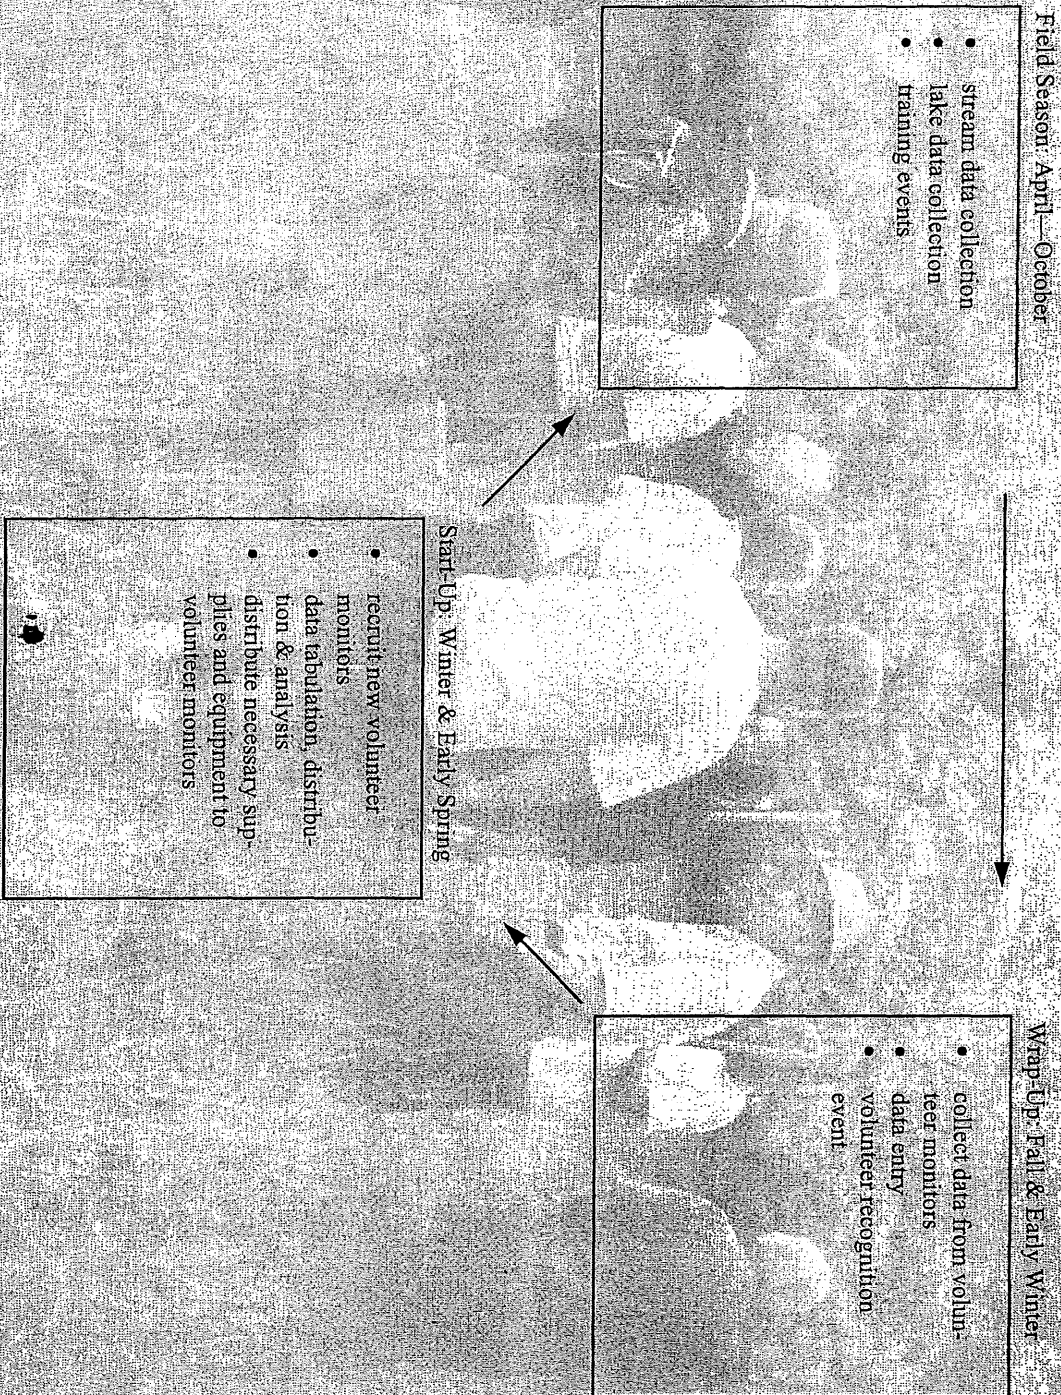 Field Season: April—October
• stream data collection
• lake data collection
• training events
Wrap-Up: Fall & Early Winter
• collect data from volun-
teer monitors
• data entry
• volunteer recognition
event
Start-Up: Winter & Early Spring
• recruit new volunteer
monitors
• data tabulation, distribu-
tion & analysis
• distribute necessary sup-
plies and equipment to
volunteer monitors